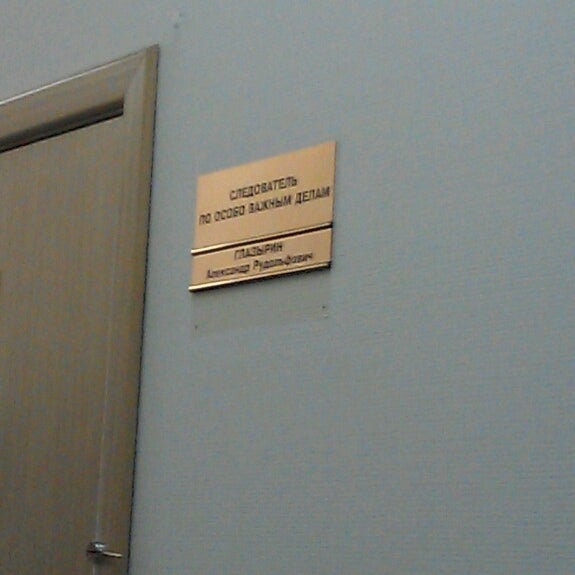 СЛЕДОВАТЕЛЬ
ПО ОСОБО ВАЖНЫМ ДЕЛАМ
ГЛАЗЫРИН
Александр Рудольфович